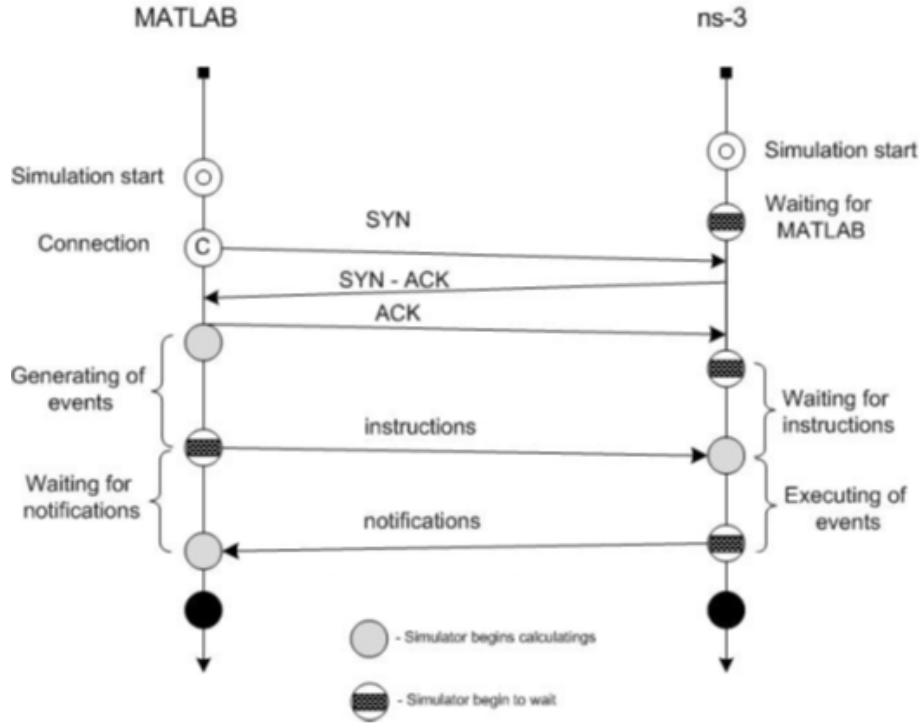 MATLAB
ns-3
Simulation start
Simulation start
Waiting for
MATLAB
SYN
Connection
C
SYN - ACK
ACK
Generating of
events
Waiting for
instructions
instructions
Waiting for
notifications
Executing of
events
notifications
- Simulator begins calculatings
- Simulator begin to wait